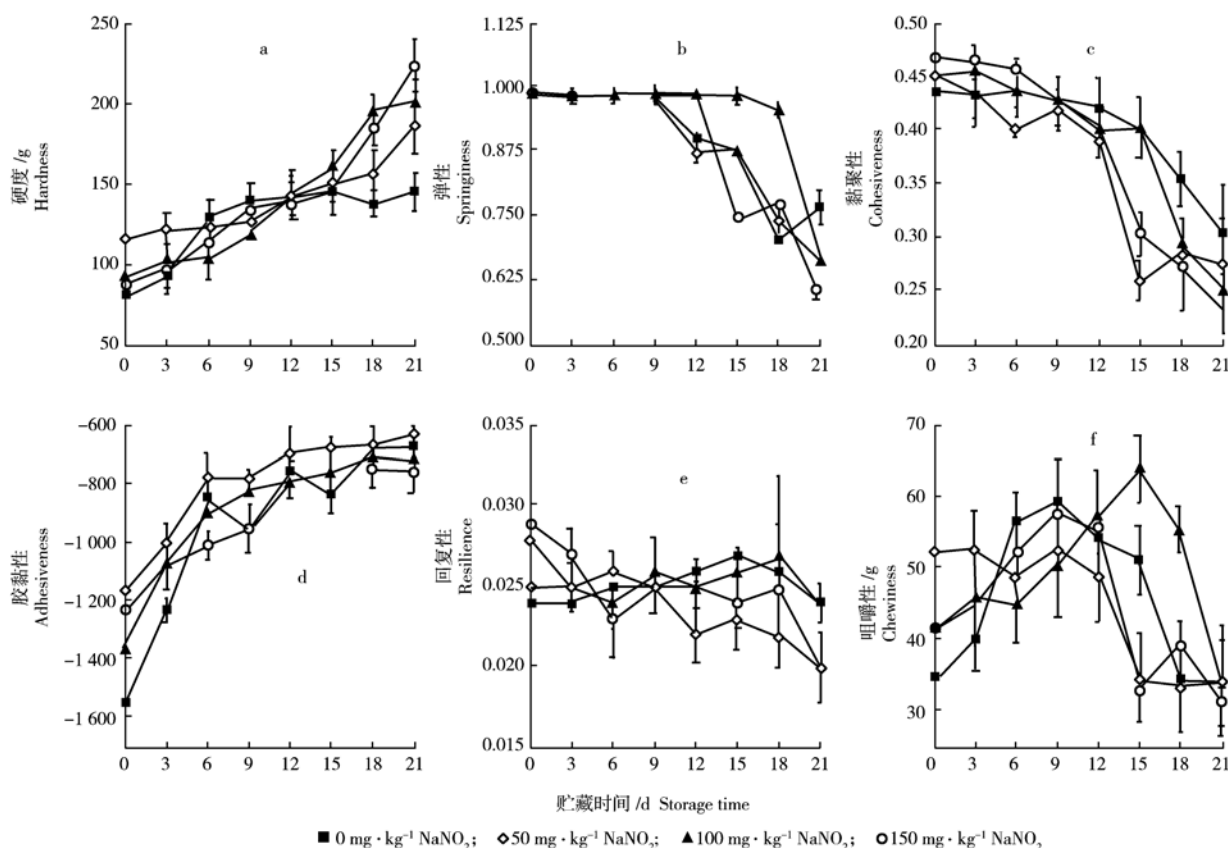 250
200
150
100
50
硬度 /g
Hardness
a
0 3 6 9 12 15 18 21
1.125
1.000
0.875
0.750
0.625
0.500
弹性
Springiness
b
0 3 6 9 12 15 18 21
0.50
0.45
0.40
0.35
0.30
0.25
0.20
黏聚性
Cohesiveness
c
0 3 6 9 12 15 18 21
-600
-800
-1 000
-1 200
-1 400
-1 600
胶黏性
Adhesiveness
d
0 3 6 9 12 15 18 21
0.035
0.030
0.025
0.020
0.015
回复性
Resilience
e
0 3 6 9 12 15 18 21
70
60
50
40
30
咀嚼性 /g
Chewiness
f
0 3 6 9 12 15 18 21
贮藏时间 /d Storage time
■ 0 mg · kg⁻¹ NaNO₂; ◇ 50 mg · kg⁻¹ NaNO₂; ▲ 100 mg · kg⁻¹ NaNO₂; ○ 150 mg · kg⁻¹ NaNO₂